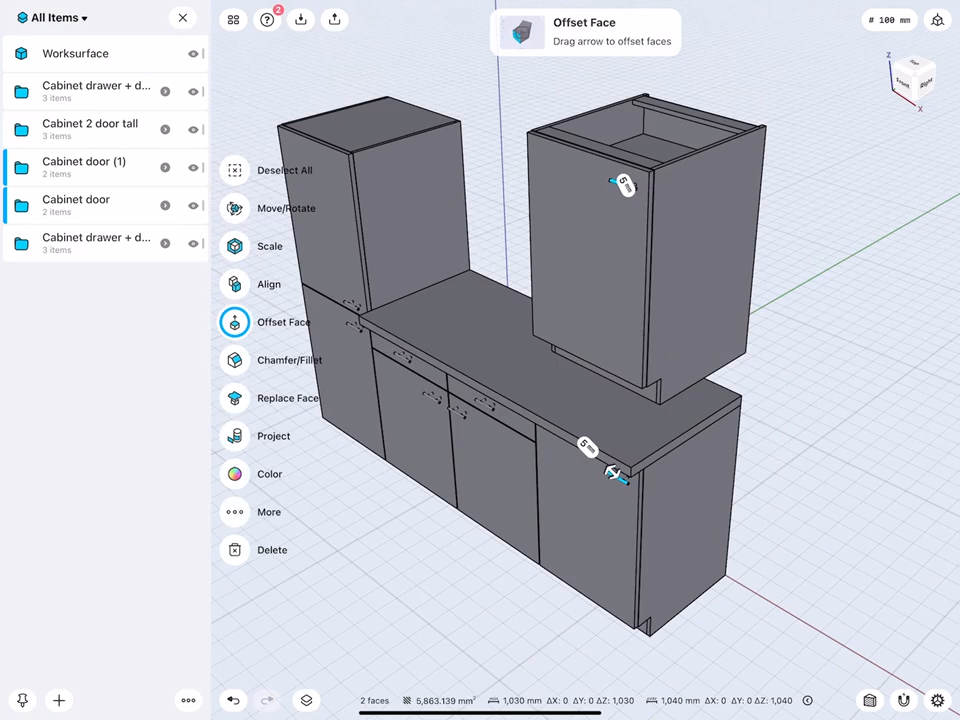 All Items
Worksurface
Cabinet drawer + d...
3 items
Cabinet 2 door tall
3 items
Cabinet door (1)
2 items
Cabinet door
2 items
Cabinet drawer + d...
3 items
2
Offset Face
Drag arrow to offset faces
# 100 mm
Z
Top
Front
Right
X
Deselect All
Move/Rotate
Scale
Align
Offset Face
Chamfer/Fillet
Replace Face
Project
Color
More
Delete
5 mm
5 mm
2 faces
5,863.139 mm²
1,030 mm ΔX: 0 ΔY: 0 ΔZ: 1,030
1,040 mm ΔX: 0 ΔY: 0 ΔZ: 1,040